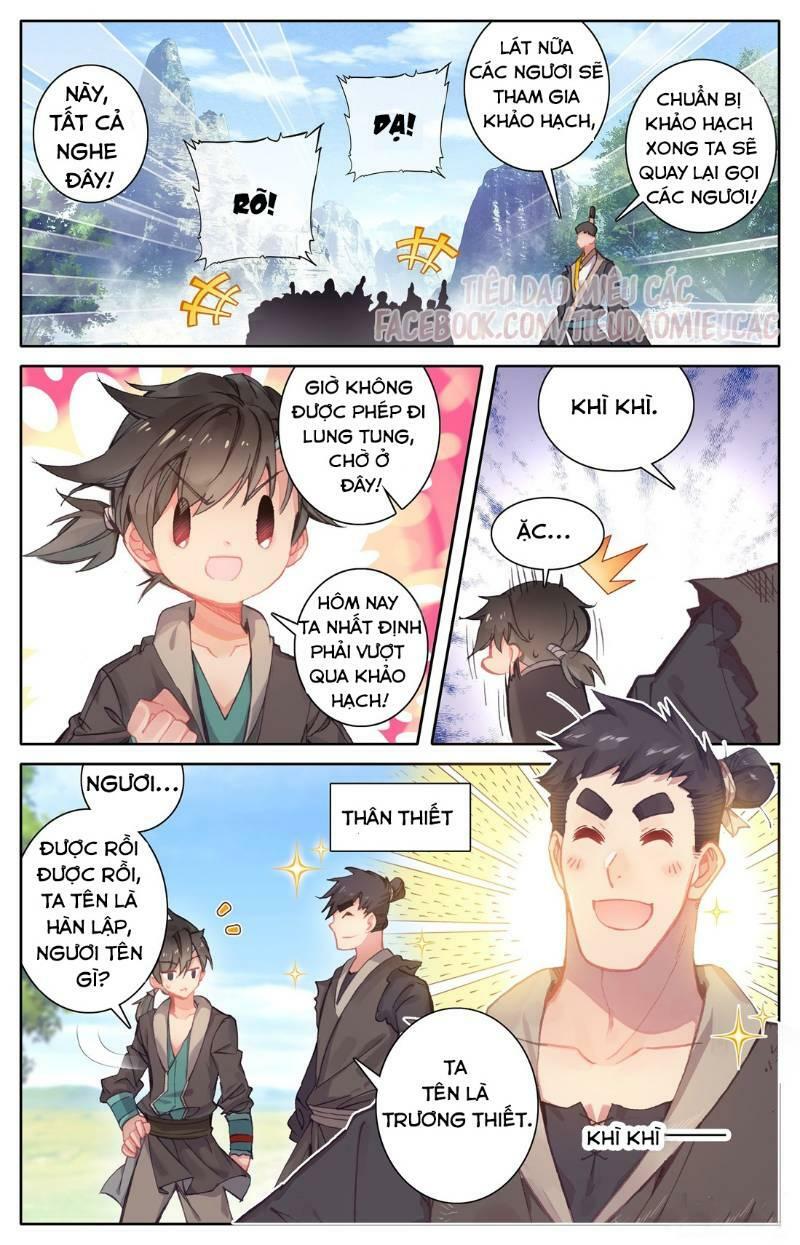 NÀY,
TẤT CẢ
NGHE
ĐÂY!
RÕ!
DẠ!
LÁT NỮA
CÁC NGƯƠI SẼ
THAM GIA
KHẢO HẠCH,
CHUẨN BỊ
KHẢO HẠCH
XONG TA SẼ
QUAY LẠI GỌI
CÁC NGƯƠI!
TIÊU DAO MIẾU CÁC
FACEBOOK.COM/TIEUDAOMIEUCAC
GIỜ KHÔNG
ĐƯỢC PHÉP ĐI
LUNG TUNG,
CHỜ Ở
ĐÂY!
HÔM NAY
TA NHẤT ĐỊNH
PHẢI VƯỢT
QUA KHẢO
HẠCH!
KHÌ KHÌ.
ẶC...
NGƯƠI...
ĐƯỢC RỒI
ĐƯỢC RỒI,
TA TÊN LÀ
HÀN LẬP,
NGƯƠI TÊN
GÌ?
THÂN THIẾT
TA
TÊN LÀ
TRƯƠNG THIẾT.
KHÌ KHÌ